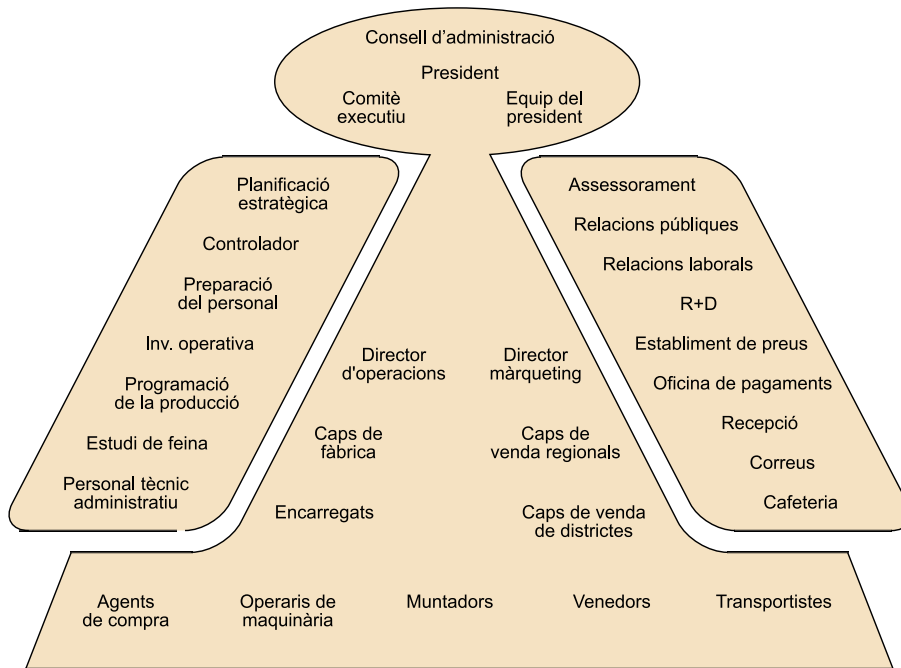 Consell d'administració
President
Comitè
executiu
Equip del
president
Planificació
estratègica
Controlador
Preparació
del personal
Inv. operativa
Programació
de la producció
Estudi de feina
Personal tècnic
administratiu
Director
d'operacions
Caps de
fàbrica
Encarregats
Director
màrqueting
Caps de
venda regionals
Caps de venda
de districtes
Assessorament
Relacions públiques
Relacions laborals
R+D
Establiment de preus
Oficina de pagaments
Recepció
Correus
Cafeteria
Agents
de compra
Operaris de
maquinària
Muntadors
Venedors
Transportistes